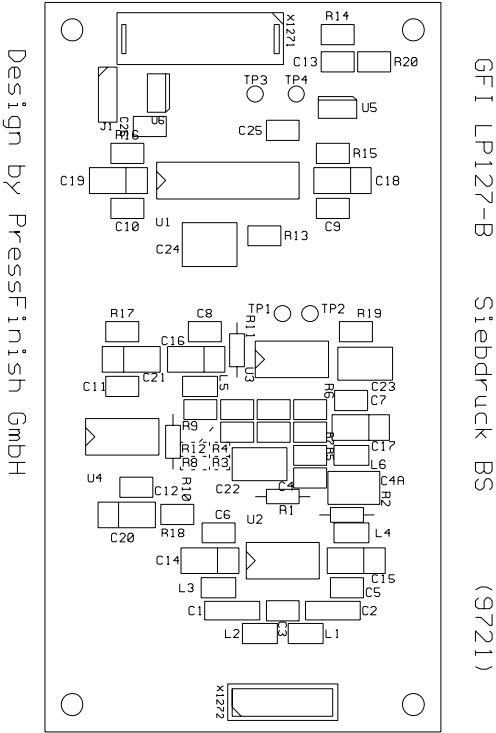 Design by PressFinish GmbH
GFI LP127-B Siebdruck BS (9721)
X1271
R14
C13
R20
TP3
TP4
U6
U5
J1
C26
R16
C25
R15
C19
C18
C10
U1
C9
C24
R13
TP1
TP2
R17
C8
R11
R19
C16
C21
U3
C23
C11
L5
R6
C7
R9
C17
R12
R4
R7
R5
R8
R3
L6
U4
C22
C4
C4A
C12
R10
R1
R2
C20
R18
C6
U2
L4
C14
C15
L3
C5
C1
C2
C3
L2
L1
X1272